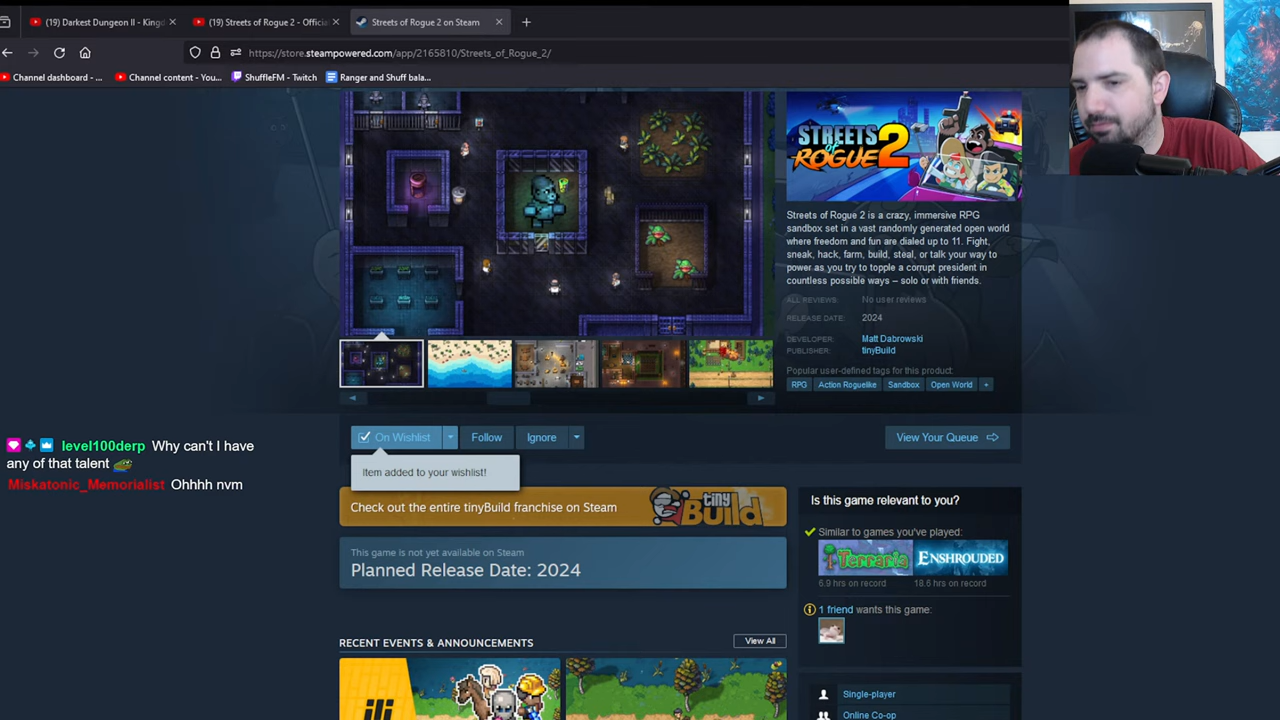 (19) Darkest Dungeon II - Kingd
(19) Streets of Rogue 2 - Officia
Streets of Rogue 2 on Steam
https://store.steampowered.com/app/2165810/Streets_of_Rogue_2/
Channel dashboard - ...
Channel content - You...
ShuffleFM - Twitch
Ranger and Shuff bala...
STREETS OF ROGUE 2
Streets of Rogue 2 is a crazy, immersive RPG
sandbox set in a vast randomly generated open world
where freedom and fun are dialed up to 11. Fight,
sneak, hack, farm, build, steal, or talk your way to
power as you try to topple a corrupt president in
countless possible ways – solo or with friends.
ALL REVIEWS: No user reviews
RELEASE DATE: 2024
DEVELOPER: Matt Dabrowski
PUBLISHER: tinyBuild
Popular user-defined tags for this product:
RPG Action Roguelike Sandbox Open World +
On Wishlist
Follow
Ignore
View Your Queue
Item added to your wishlist!
level100derp Why can't I have
any of that talent
Miskatonic_Memorialist Ohhhh nvm
Check out the entire tinyBuild franchise on Steam
tiny Build
This game is not yet available on Steam
Planned Release Date: 2024
Is this game relevant to you?
Similar to games you've played:
Terraria
ENSHROUDED
6.9 hrs on record
18.6 hrs on record
1 friend wants this game:
RECENT EVENTS & ANNOUNCEMENTS
View All
Single-player
Online Co-op